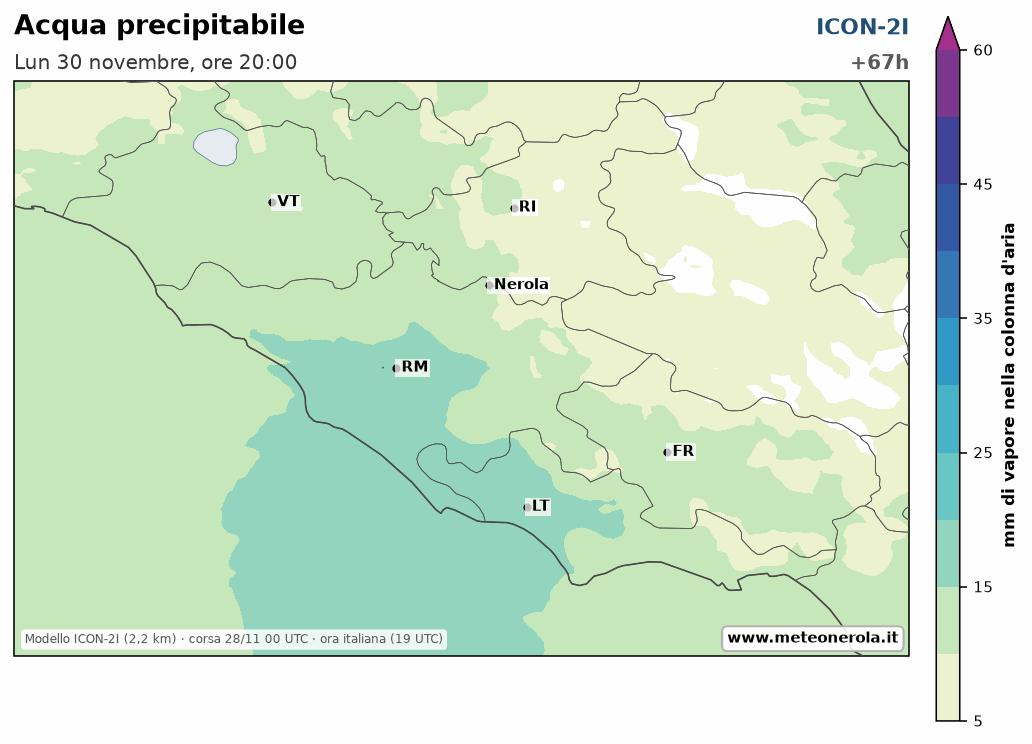 Acqua precipitabile
ICON-2I
Lun 30 novembre, ore 20:00
+67h
60
45
35
25
15
5
mm di vapore nella colonna d'aria
VT
RI
Nerola
RM
FR
LT
Modello ICON-2I (2,2 km) · corsa 28/11 00 UTC · ora italiana (19 UTC)
www.meteonerola.it